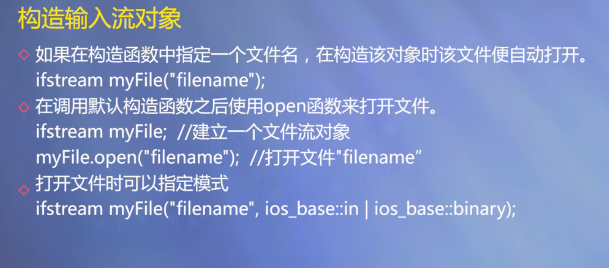 构造输入流对象
如果在构造函数中指定一个文件名，在构造该对象时该文件便自动打开。
ifstream myFile("filename");
在调用默认构造函数之后使用open函数来打开文件。
ifstream myFile;  //建立一个文件流对象
myFile.open("filename");  //打开文件"filename”
打开文件时可以指定模式
ifstream myFile("filename", ios_base::in | ios_base::binary);